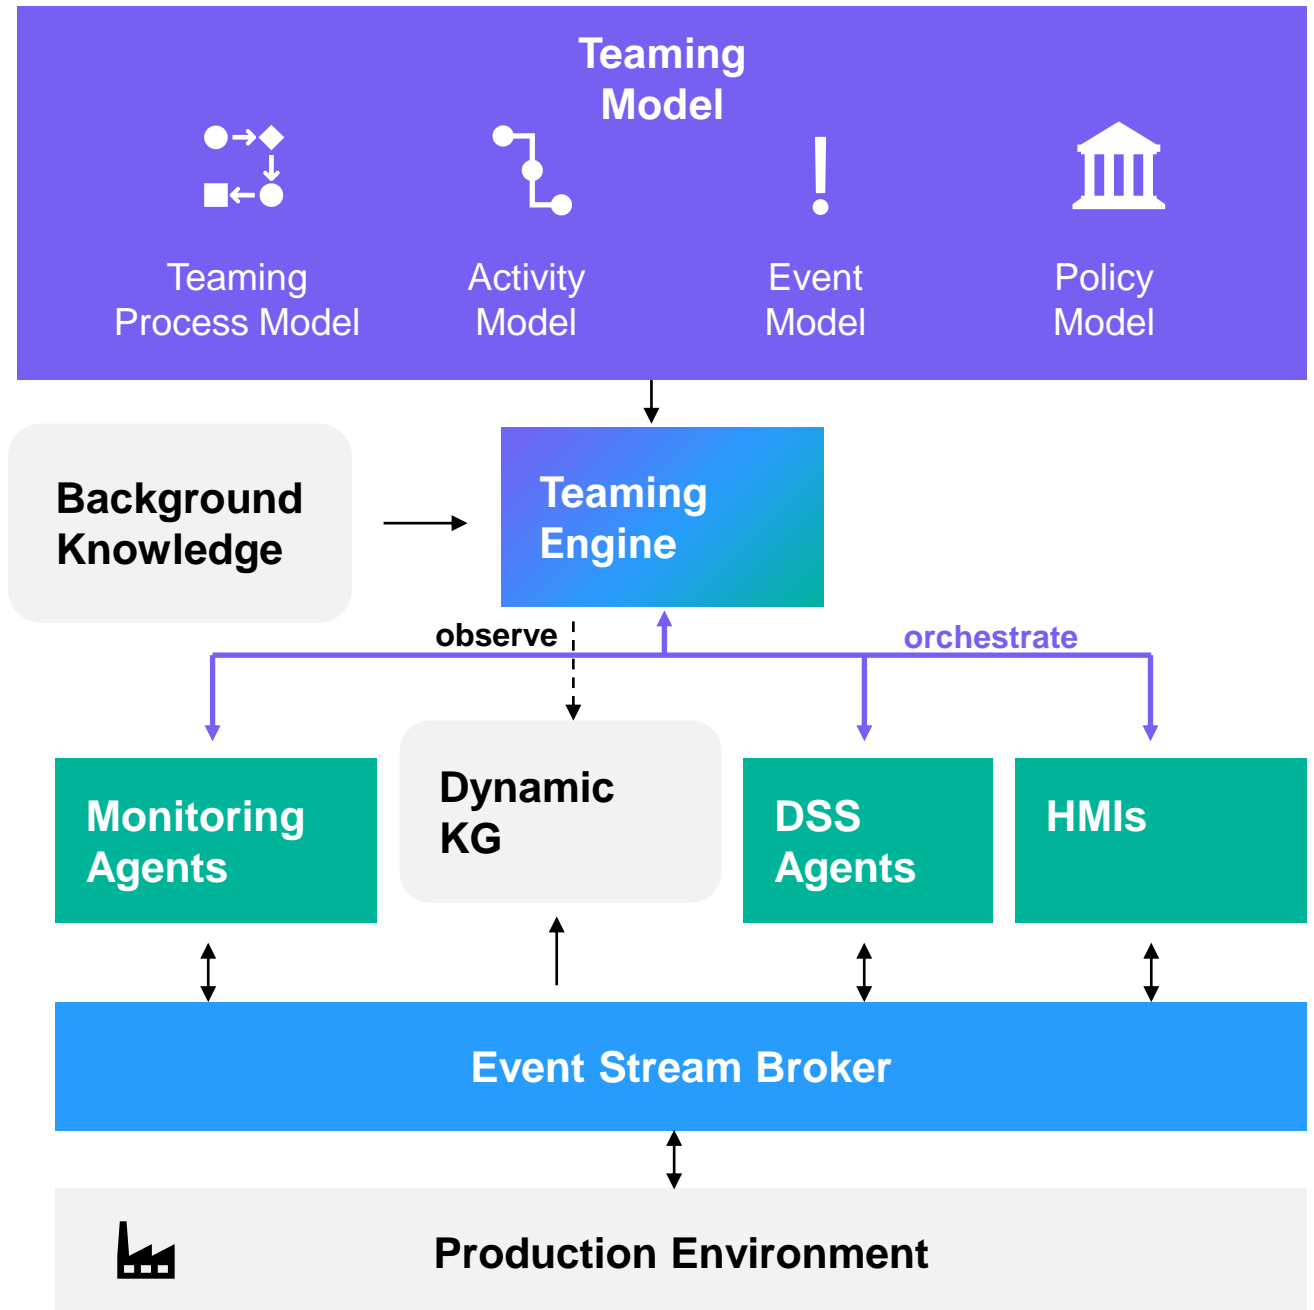 Teaming
Model
Teaming
Process Model
Activity
Model
Event
Model
Policy
Model
Background
Knowledge
Teaming
Engine
observe
orchestrate
Monitoring
Agents
Dynamic
KG
DSS
Agents
HMIs
Event Stream Broker
Production Environment